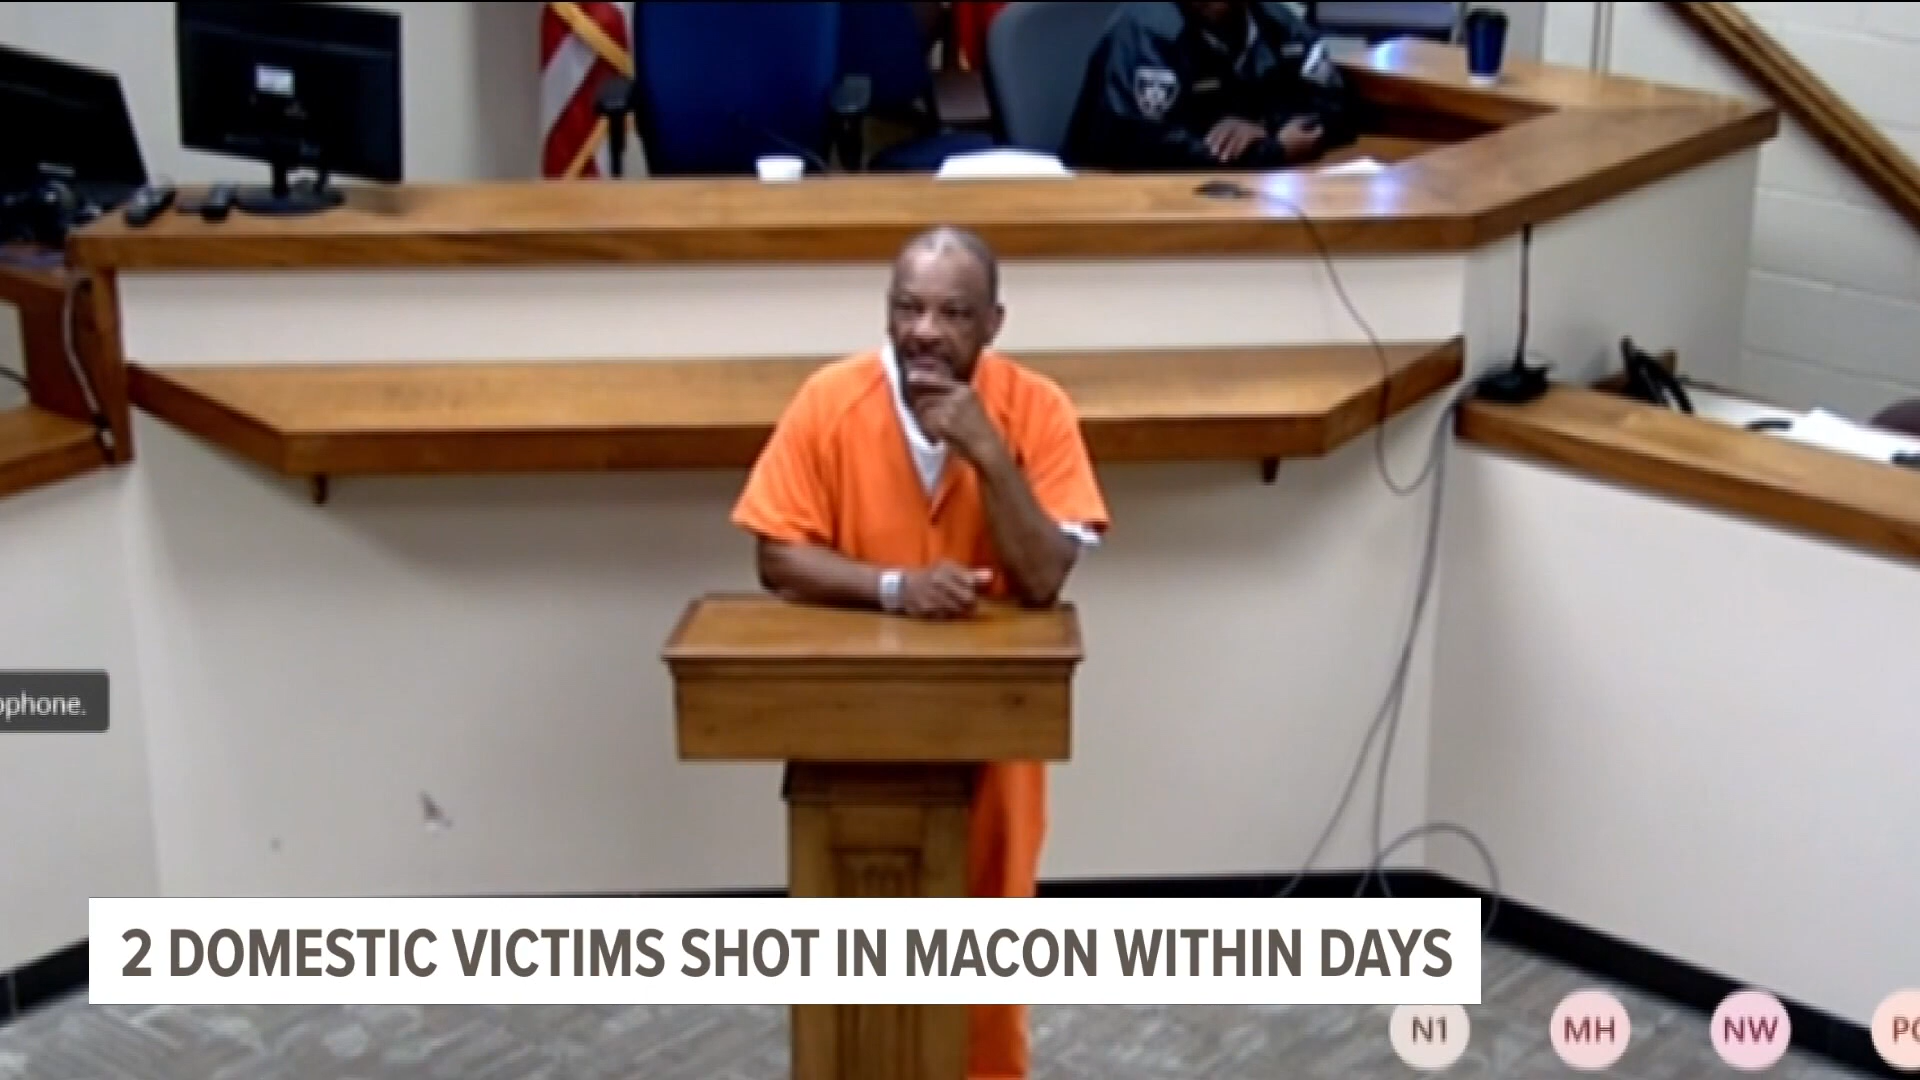 ophone.
2 DOMESTIC VICTIMS SHOT IN MACON WITHIN DAYS
N1 MH NW PC